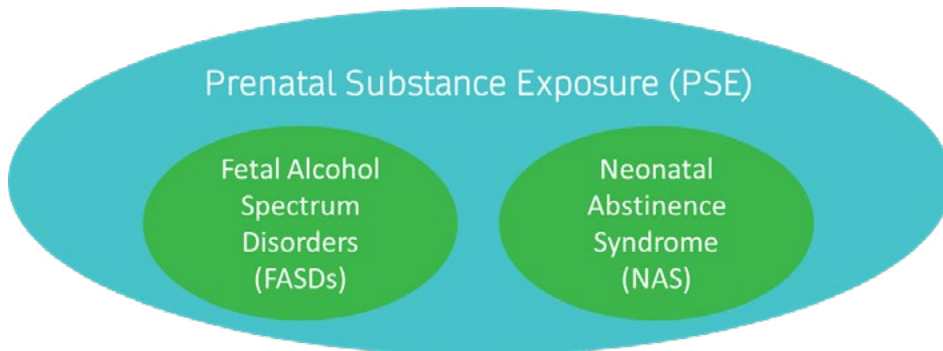 Prenatal Substance Exposure (PSE)
Fetal Alcohol
Spectrum
Disorders
(FASDs)
Neonatal
Abstinence
Syndrome
(NAS)